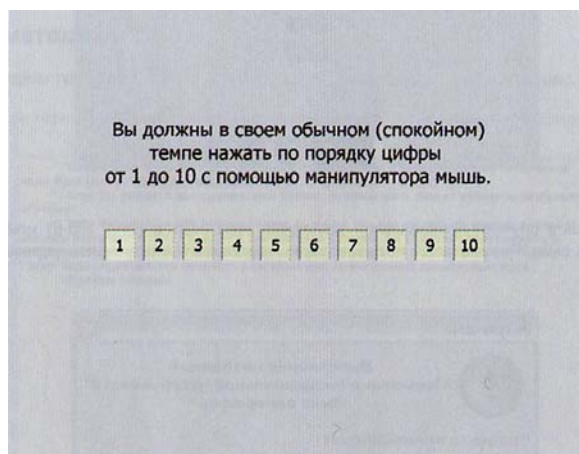 Вы должны в своем обычном (спокойном)
темпе нажать по порядку цифры
от 1 до 10 с помощью манипулятора мышь.
1 2 3 4 5 6 7 8 9 10